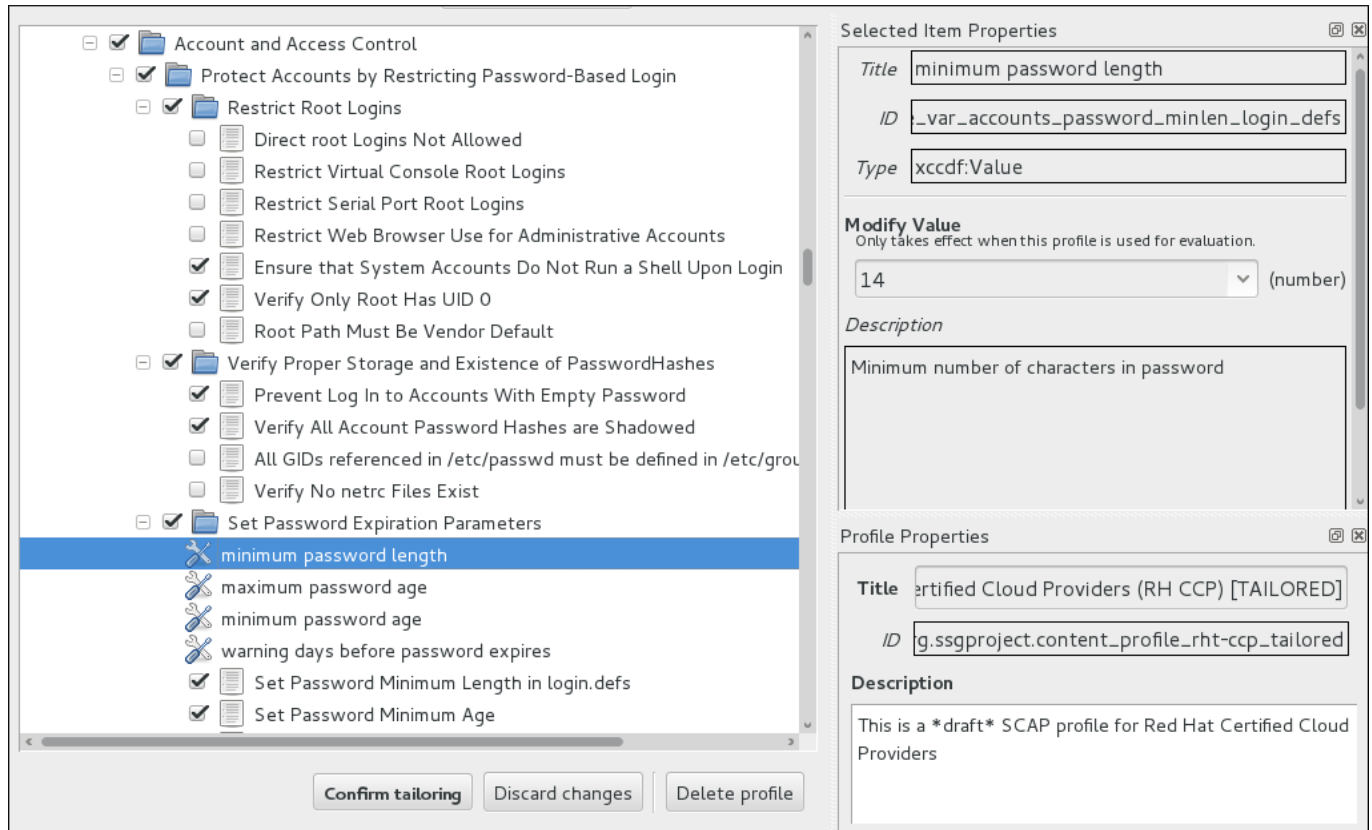 Account and Access Control
Protect Accounts by Restricting Password-Based Login
Restrict Root Logins
Direct root Logins Not Allowed
Restrict Virtual Console Root Logins
Restrict Serial Port Root Logins
Restrict Web Browser Use for Administrative Accounts
Ensure that System Accounts Do Not Run a Shell Upon Login
Verify Only Root Has UID 0
Root Path Must Be Vendor Default
Verify Proper Storage and Existence of PasswordHashes
Prevent Log In to Accounts With Empty Password
Verify All Account Password Hashes are Shadowed
All GIDs referenced in /etc/passwd must be defined in /etc/grou
Verify No netrc Files Exist
Set Password Expiration Parameters
minimum password length
maximum password age
minimum password age
warning days before password expires
Set Password Minimum Length in login.defs
Set Password Minimum Age
Confirm tailoring Discard changes Delete profile
Selected Item Properties
Title minimum password length
ID e_var_accounts_password_minlen_login_defs
Type xccdf:Value
Modify Value
Only takes effect when this profile is used for evaluation.
14 (number)
Description
Minimum number of characters in password
Profile Properties
Title ertified Cloud Providers (RH CCP) [TAILORED]
ID rg.ssgproject.content_profile_rht-ccp_tailored
Description
This is a *draft* SCAP profile for Red Hat Certified Cloud
Providers